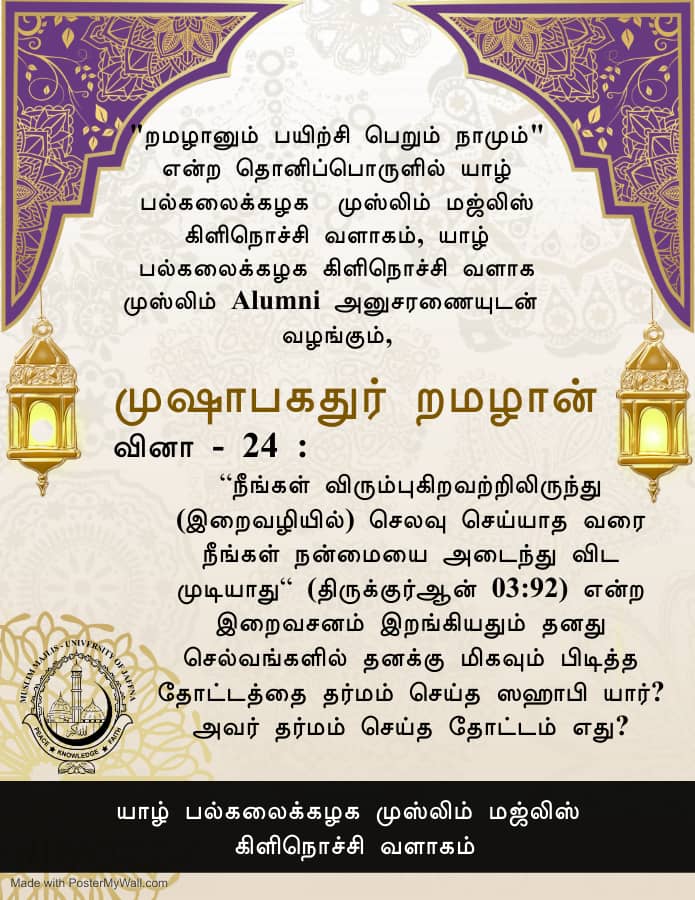 "றமழானும் பயிற்சி பெறும் நாமும்"
என்ற தொனிப்பொருளில் யாழ்
பல்கலைக்கழக முஸ்லிம் மஜ்லிஸ்
கிளிநொச்சி வளாகம், யாழ்
பல்கலைக்கழக கிளிநொச்சி வளாக
முஸ்லிம் Alumni அனுசரணையுடன்
வழங்கும்,
முஷாபகதுர் றமழான்
வினா - 24 :
“நீங்கள் விரும்புகிறவற்றிலிருந்து
(இறைவழியில்) செலவு செய்யாத வரை
நீங்கள் நன்மையை அடைந்து விட
முடியாது“ (திருக்குர்ஆன் 03:92) என்ற
இறைவசனம் இறங்கியதும் தனது
செல்வங்களில் தனக்கு மிகவும் பிடித்த
தோட்டத்தை தர்மம் செய்த ஸஹாபி யார்?
அவர் தர்மம் செய்த தோட்டம் எது?
MUSLIM MAJLIS - UNIVERSITY OF JAFFNA
PEACE ★ KNOWLEDGE ★ FAITH
யாழ் பல்கலைக்கழக முஸ்லிம் மஜ்லிஸ்
கிளிநொச்சி வளாகம்
Made with PosterMyWall.com